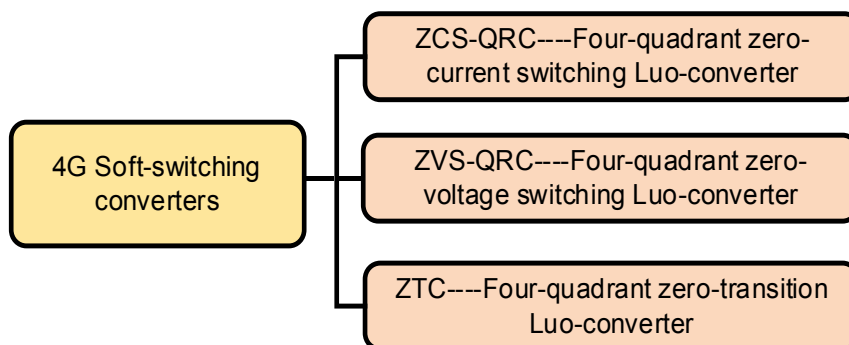 ZCS-QRC----Four-quadrant zero-
current switching Luo-converter
4G Soft-switching
converters
ZVS-QRC----Four-quadrant zero-
voltage switching Luo-converter
ZTC----Four-quadrant zero-transition
Luo-converter